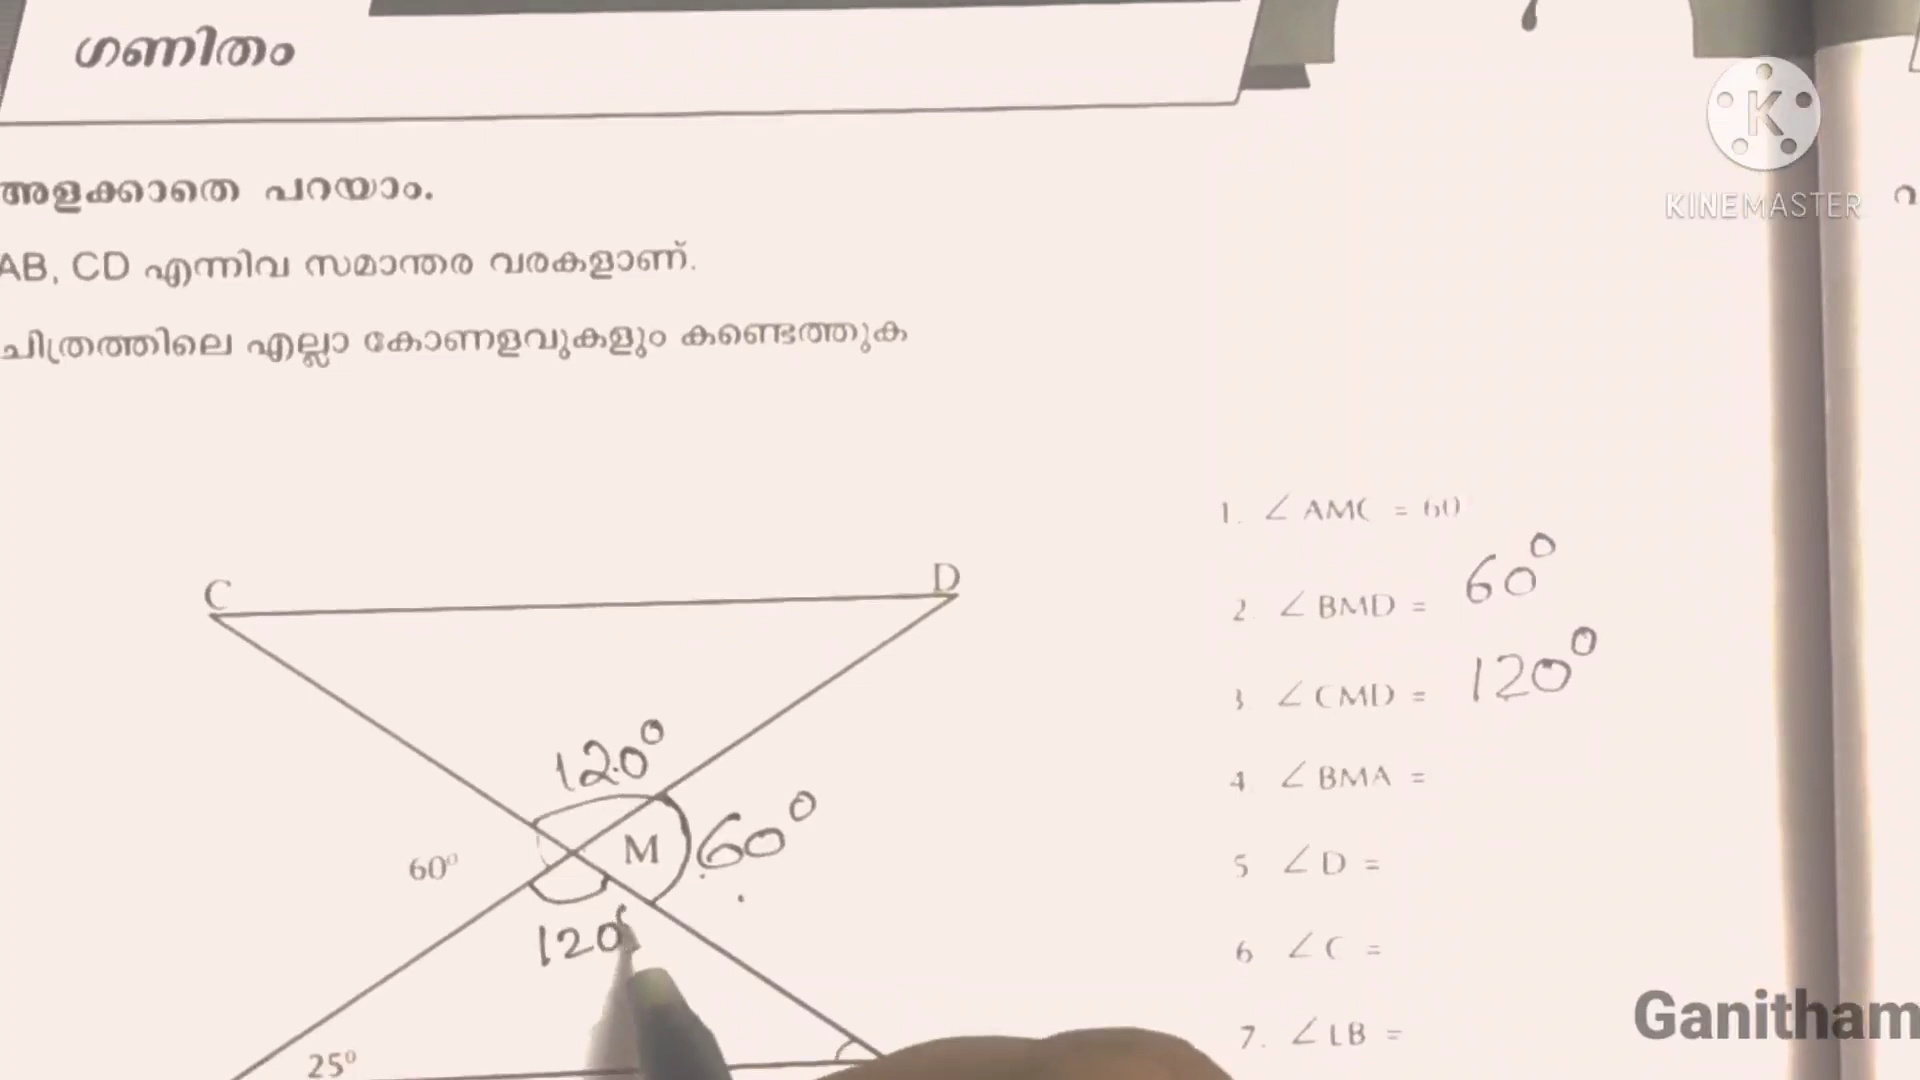 ഗണിതം
K
KINEMASTER
അളക്കാതെ പറയാം.
AB, CD എന്നിവ സമാന്തര വരകളാണ്.
ചിത്രത്തിലെ എല്ലാ കോണളവുകളും കണ്ടെത്തുക
1. ∠ AMC = 60
2 ∠ BMD = 60°
3 ∠ CMD = 120°
4 ∠ BMA =
5 ∠ D =
6 ∠ C =
7. ∠ LB =
C
D
120°
M
60°
60°
120
25°
Ganitham